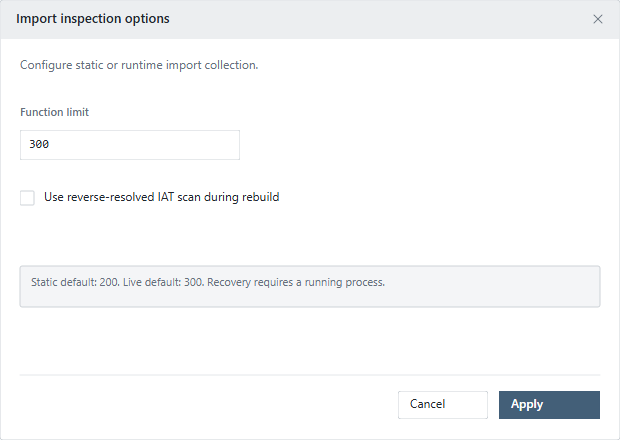 Import inspection options
Configure static or runtime import collection.
Function limit
300
Use reverse-resolved IAT scan during rebuild
Static default: 200. Live default: 300. Recovery requires a running process.
Cancel
Apply